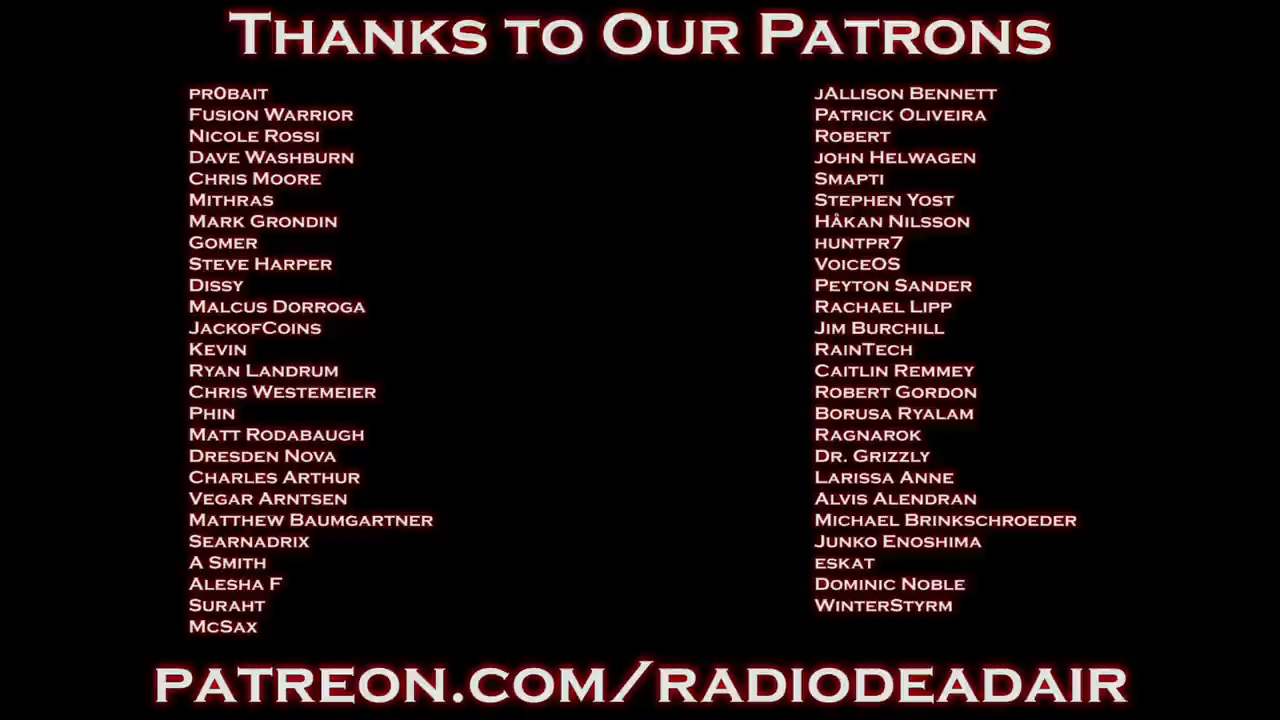 Thanks to Our Patrons
pr0bait
Fusion Warrior
Nicole Rossi
Dave Washburn
Chris Moore
Mithras
Mark Grondin
Gomer
Steve Harper
Dissy
Malcus Dorroga
JackofCoins
Kevin
Ryan Landrum
Chris Westemeier
Phin
Matt Rodabaugh
Dresden Nova
Charles Arthur
Vegar Arntsen
Matthew Baumgartner
Searnadrix
A Smith
Alesha F
Suraht
McSax
jAllison Bennett
Patrick Oliveira
Robert
john Helwagen
Smapti
Stephen Yost
Håkan Nilsson
huntpr7
VoiceOS
Peyton Sander
Rachael Lipp
Jim Burchill
RainTech
Caitlin Remmey
Robert Gordon
Borusa Ryalam
Ragnarok
Dr. Grizzly
Larissa Anne
Alvis Alendran
Michael Brinkschroeder
Junko Enoshima
eskat
Dominic Noble
WinterStyrm
patreon.com/radiodeadair